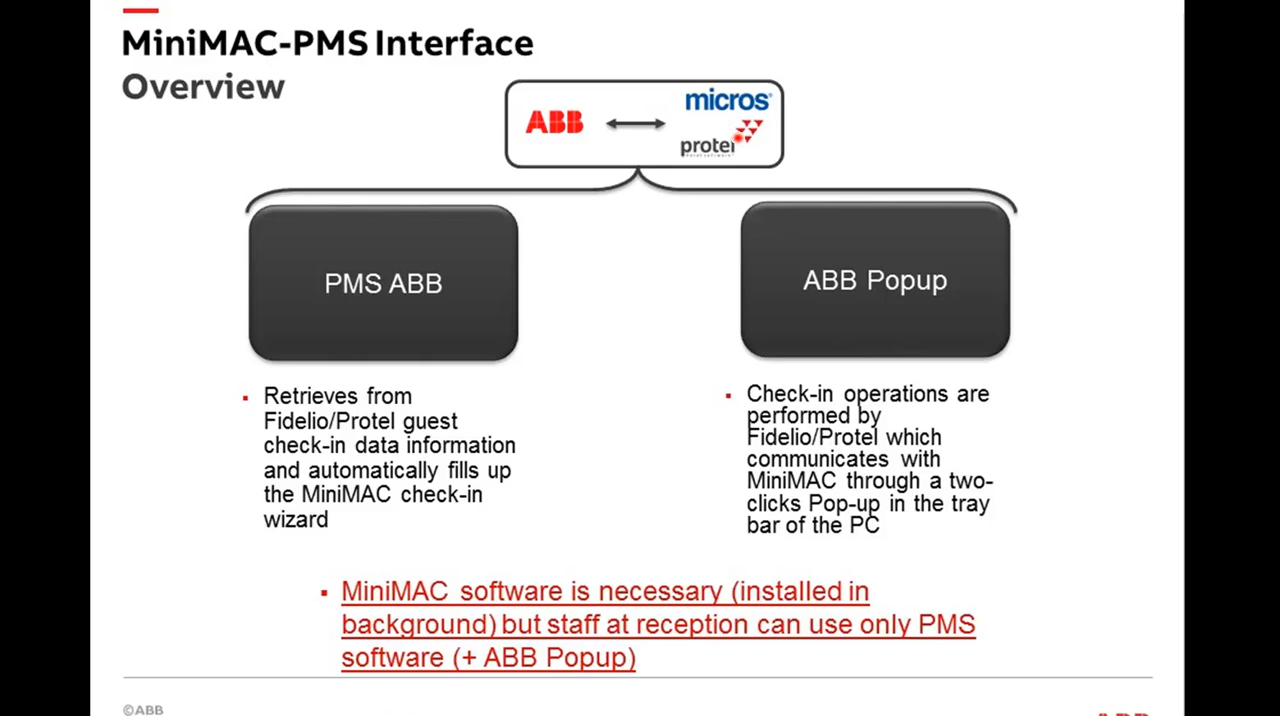 MiniMAC-PMS Interface
Overview
ABB
micros
protel
PMS ABB
ABB Popup
▪ Retrieves from
Fidelio/Protel guest
check-in data information
and automatically fills up
the MiniMAC check-in
wizard
▪ Check-in operations are
performed by
Fidelio/Protel which
communicates with
MiniMAC through a two-
clicks Pop-up in the tray
bar of the PC
▪ MiniMAC software is necessary (installed in
background) but staff at reception can use only PMS
software (+ ABB Popup)
©ABB
ABB